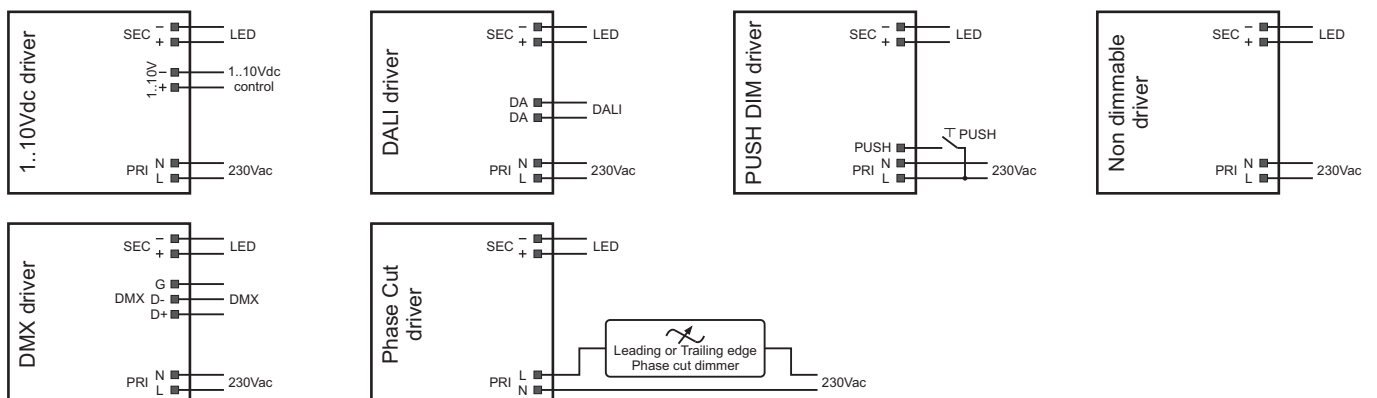 1..10Vdc driver
SEC
−
+
LED
1..10V
−
+
1..10Vdc
control
PRI
N
L
230Vac
DALI driver
SEC
−
+
LED
DA
DA
DALI
PRI
N
L
230Vac
PUSH DIM driver
SEC
−
+
LED
PUSH
PUSH
PRI
N
L
230Vac
Non dimmable
driver
SEC
−
+
LED
PRI
N
L
230Vac
DMX driver
SEC
−
+
LED
DMX
G
D-
D+
DMX
PRI
N
L
230Vac
Phase Cut
driver
SEC
−
+
LED
Leading or Trailing edge
Phase cut dimmer
PRI
L
N
230Vac